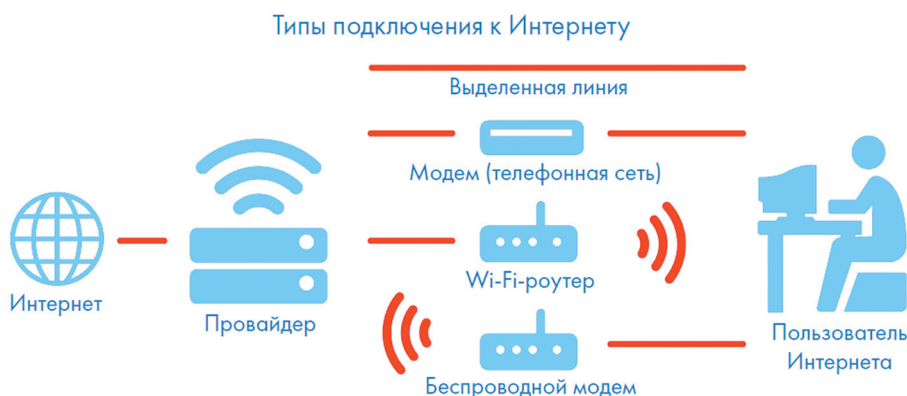 Типы подключения к Интернету
Выделенная линия
Модем (телефонная сеть)
Wi-Fi-роутер
Интернет
Провайдер
Пользователь
Интернета
Беспроводной модем